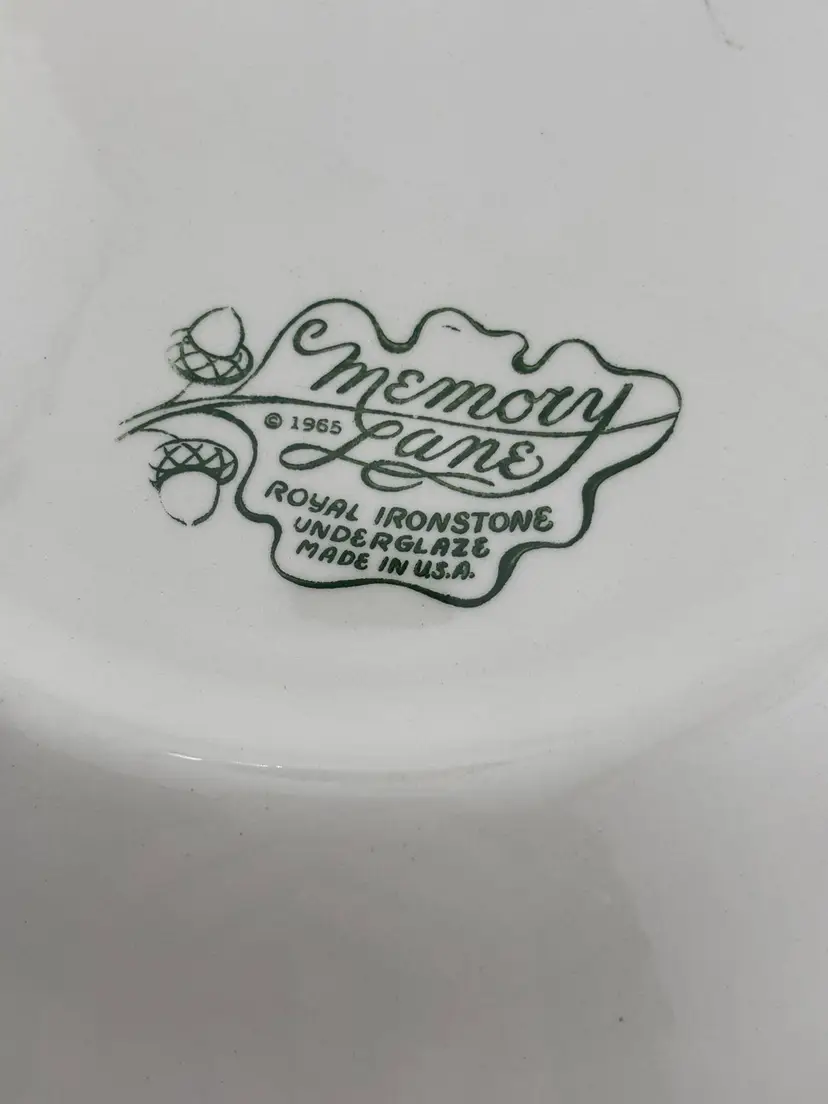 Memory
© 1965 Lane
ROYAL IRONSTONE
UNDERGLAZE
MADE IN U.S.A.